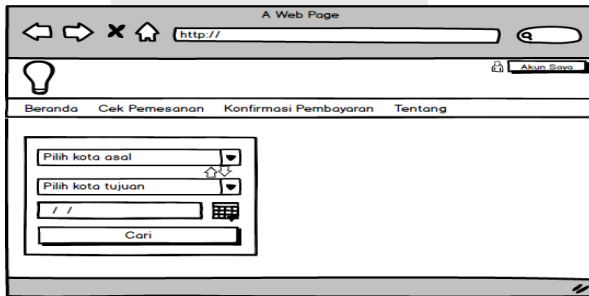 A Web Page
http://
Akun Saya
Beranda Cek Pemesanan Konfirmasi Pembayaran Tentang
Pilih kota asal
Pilih kota tujuan
/ /
Cari